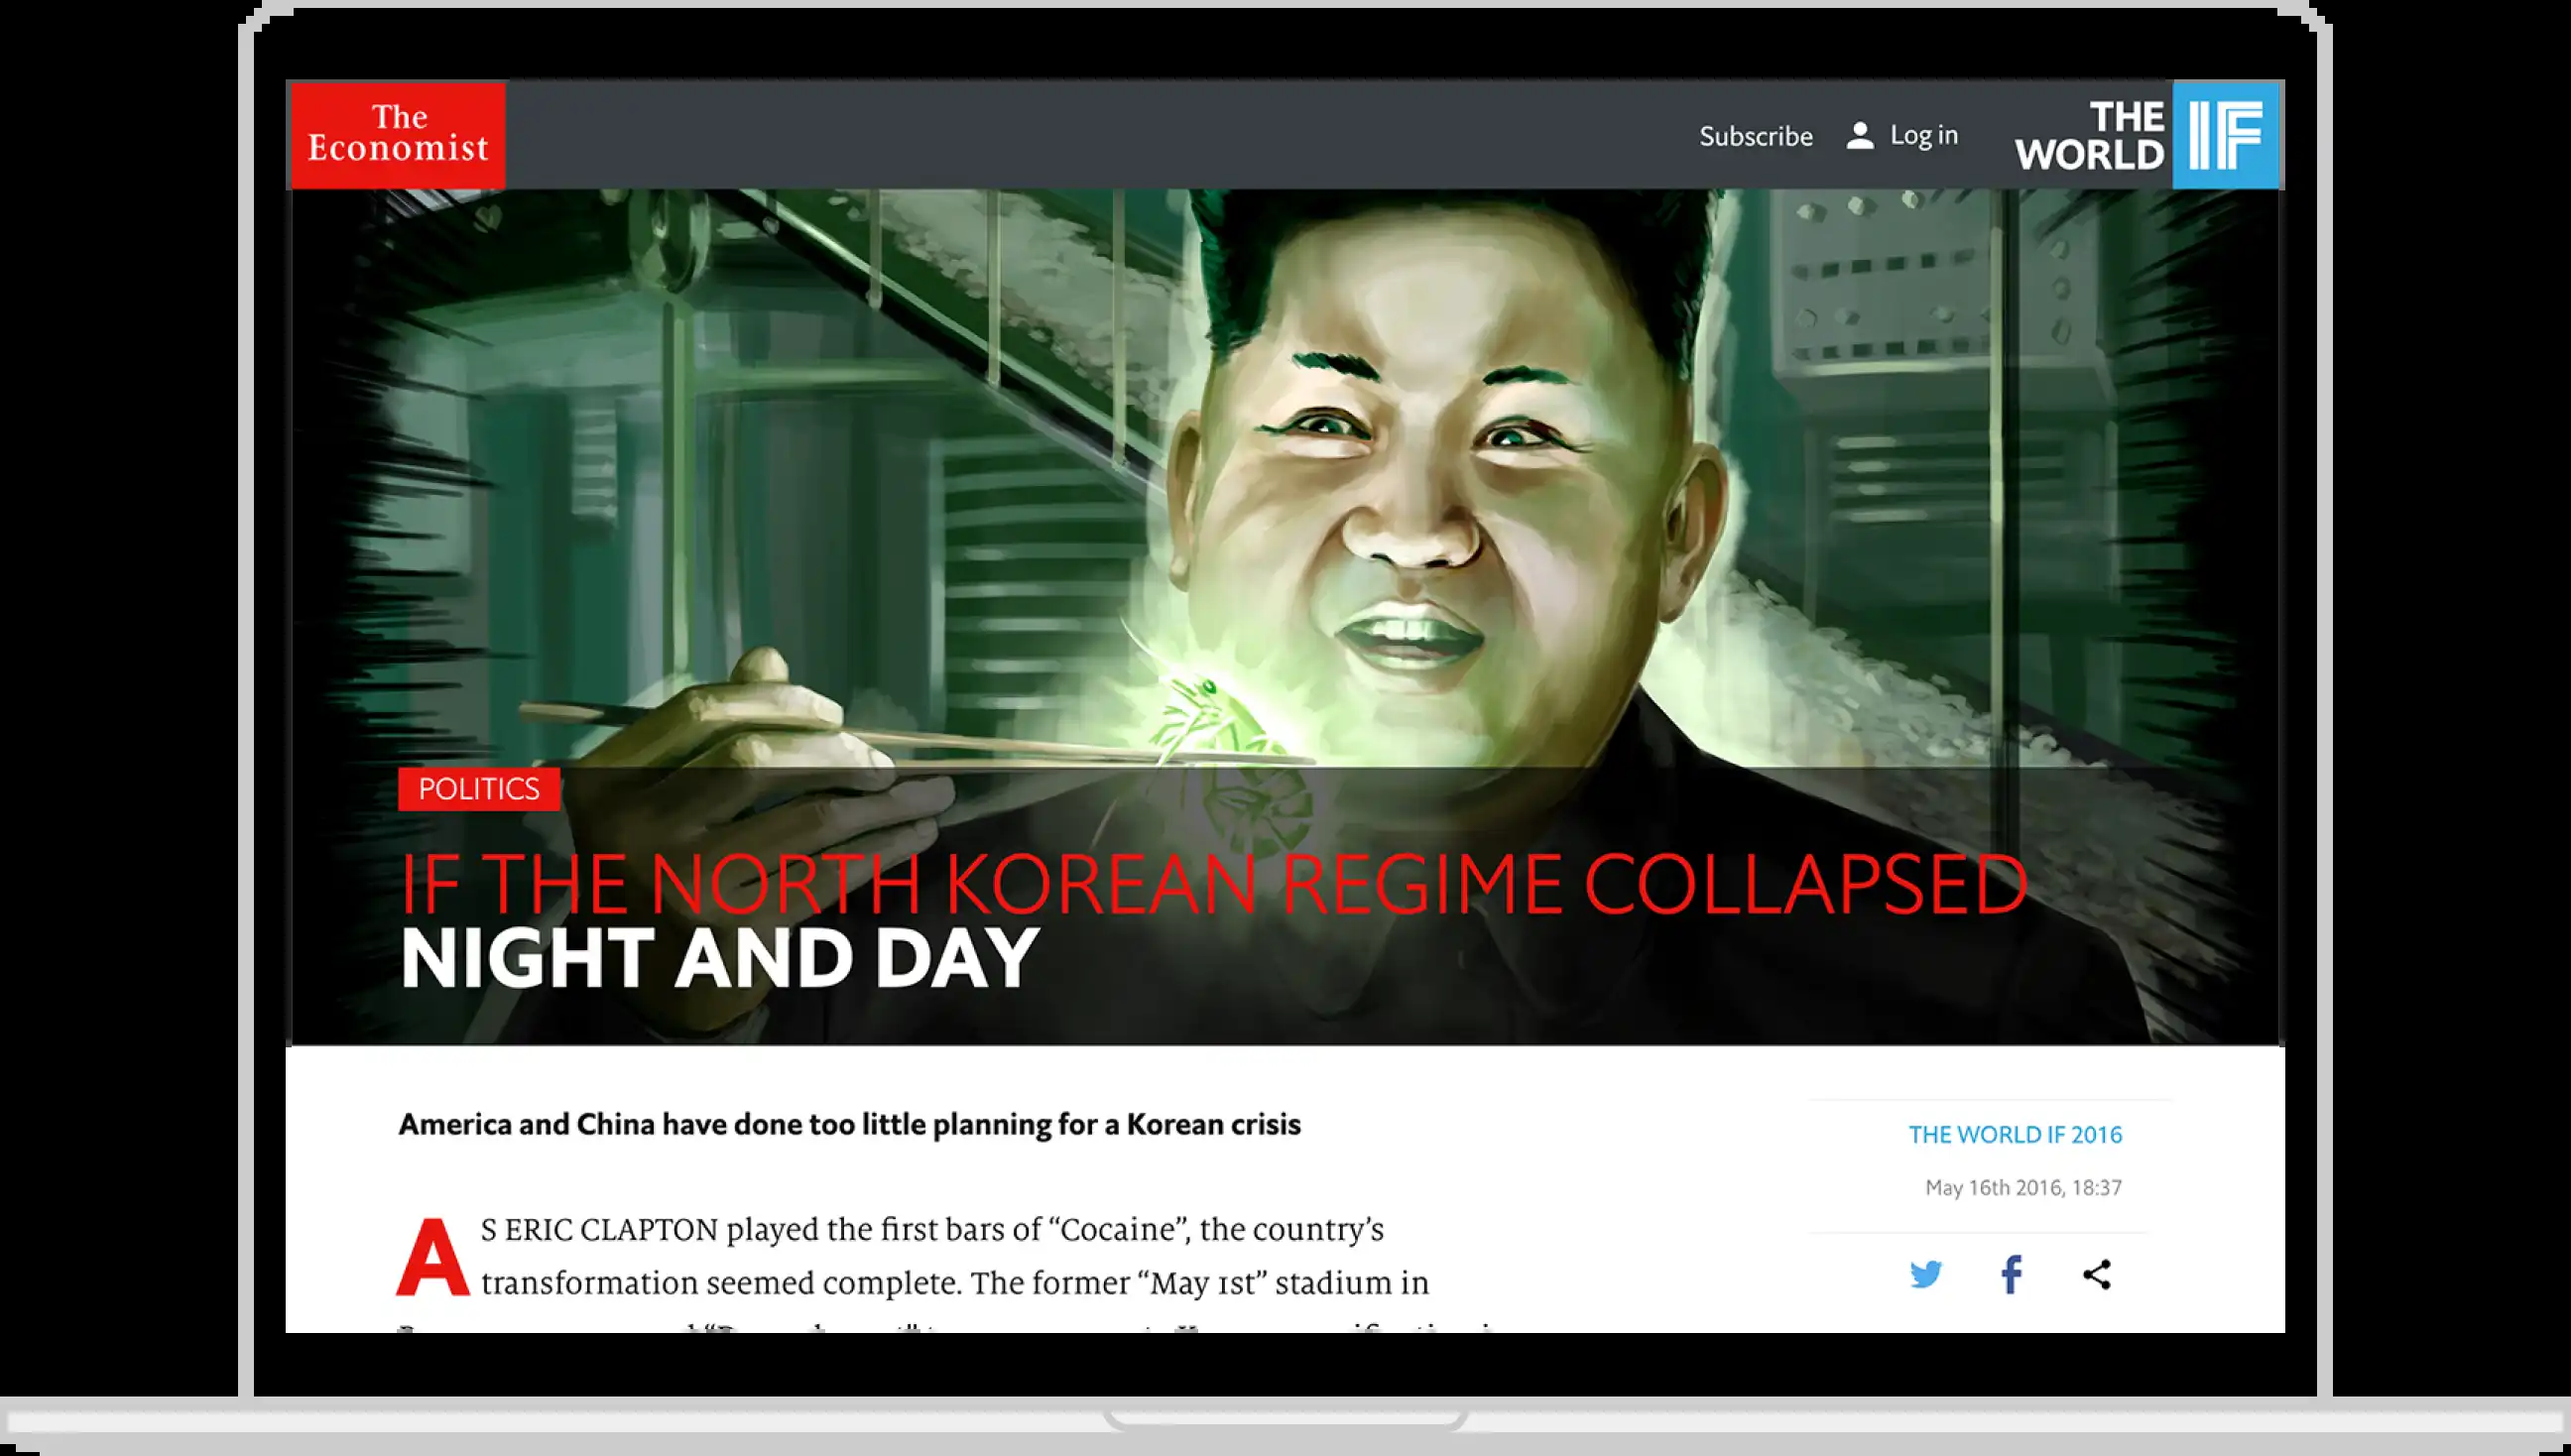 The
Economist
Subscribe
Log in
THE
WORLD
IF
POLITICS
IF THE NORTH KOREAN REGIME COLLAPSED
NIGHT AND DAY
America and China have done too little planning for a Korean crisis
THE WORLD IF 2016
May 16th 2016, 18:37
AS ERIC CLAPTON played the first bars of “Cocaine”, the country’s
transformation seemed complete. The former “May 1st” stadium in